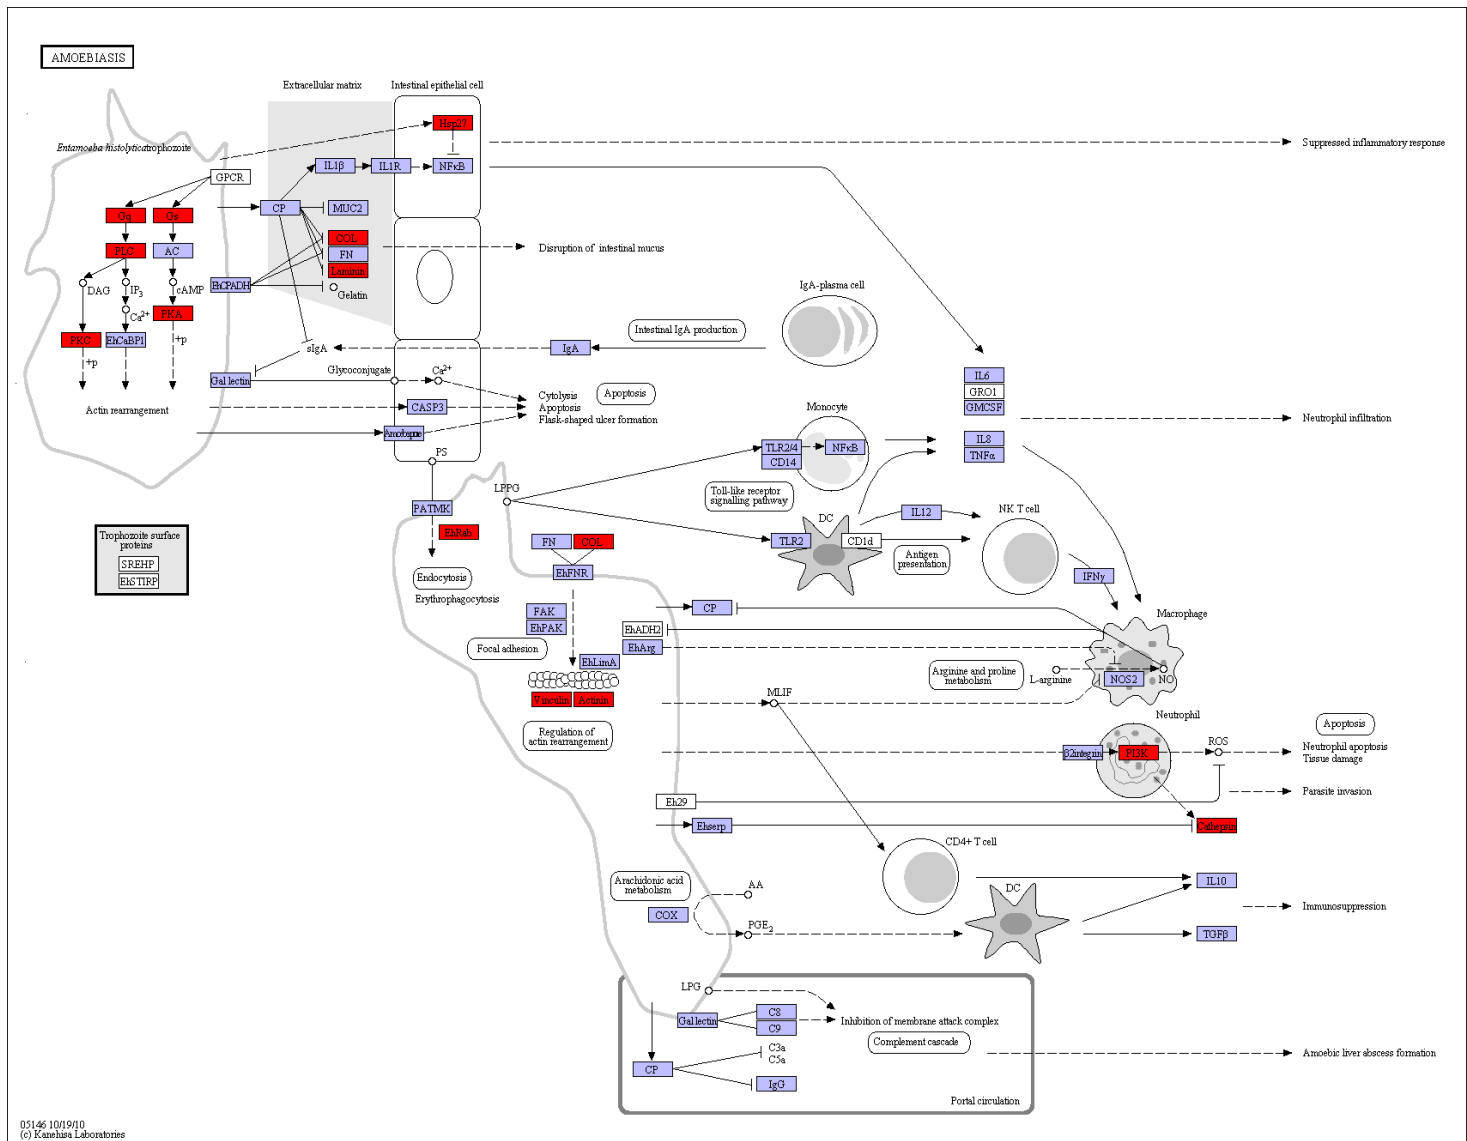 AMOEBIASIS
Extracellular matrix
Intestinal epithelial cell
Hsp27
Suppressed inflammatory response
Entamoaba histolyticatrophozoite
IL1β
IL1R
NFκB
GPCR
CP
MUC2
Gq
Gs
COL
Disruption of intestinal mucus
PLC
AC
FN
Laminin
EhCPADH
Gelatin
DAG
IP3
cAMP
IgA-plasma cell
Ca2+
PKA
Intestinal IgA production
PKC
EhCaBP1
+p
sIgA
IgA
+p
Glycoconjugate
Ca2+
Gal lectin
IL6
GRO1
GMCSF
Cytolysis
Apoptosis
Flask-shaped ulcer formation
Apoptosis
Actin rearrangement
CASP3
Monocyte
Neutrophil infiltration
TLR2/4
CD14
NFκB
IL8
TNFα
PS
LPPG
Toll-like receptor
signalling pathway
PATMK
EhRab
DC
IL12
NK T cell
Trophozoite surface
proteins
SREHP
EhSTIRP
FN
COL
TLR2
CD1d
Antigen
presentation
EhFNR
Endocytosis
Erythrophagocytosis
IFNγ
FAK
EhPAK
CP
Macrophage
EhADH2
EhArg
Focal adhesion
EhLimA
Arginine and proline
metabolism
L-arginine
NOS2
NO
Vinculin
Actinin
MLIF
Regulation of
actin rearrangement
Neutrophil
Apoptosis
β2integrin
PI3K
ROS
Neutrophil apoptosis
Tissue damage
Eh29
Parasite invasion
Ehserp
Cathepsin
CD4+ T cell
Arachidonic acid
metabolism
AA
DC
IL10
COX
Immunosuppression
PGE2
TGFβ
LPG
C8
C9
Gal lectin
Inhibition of membrane attack complex
Complement cascade
C3a
C5a
Amoebic liver abscess formation
CP
IgG
Portal circulation
05146 10/19/10
(c) Kanehisa Laboratories